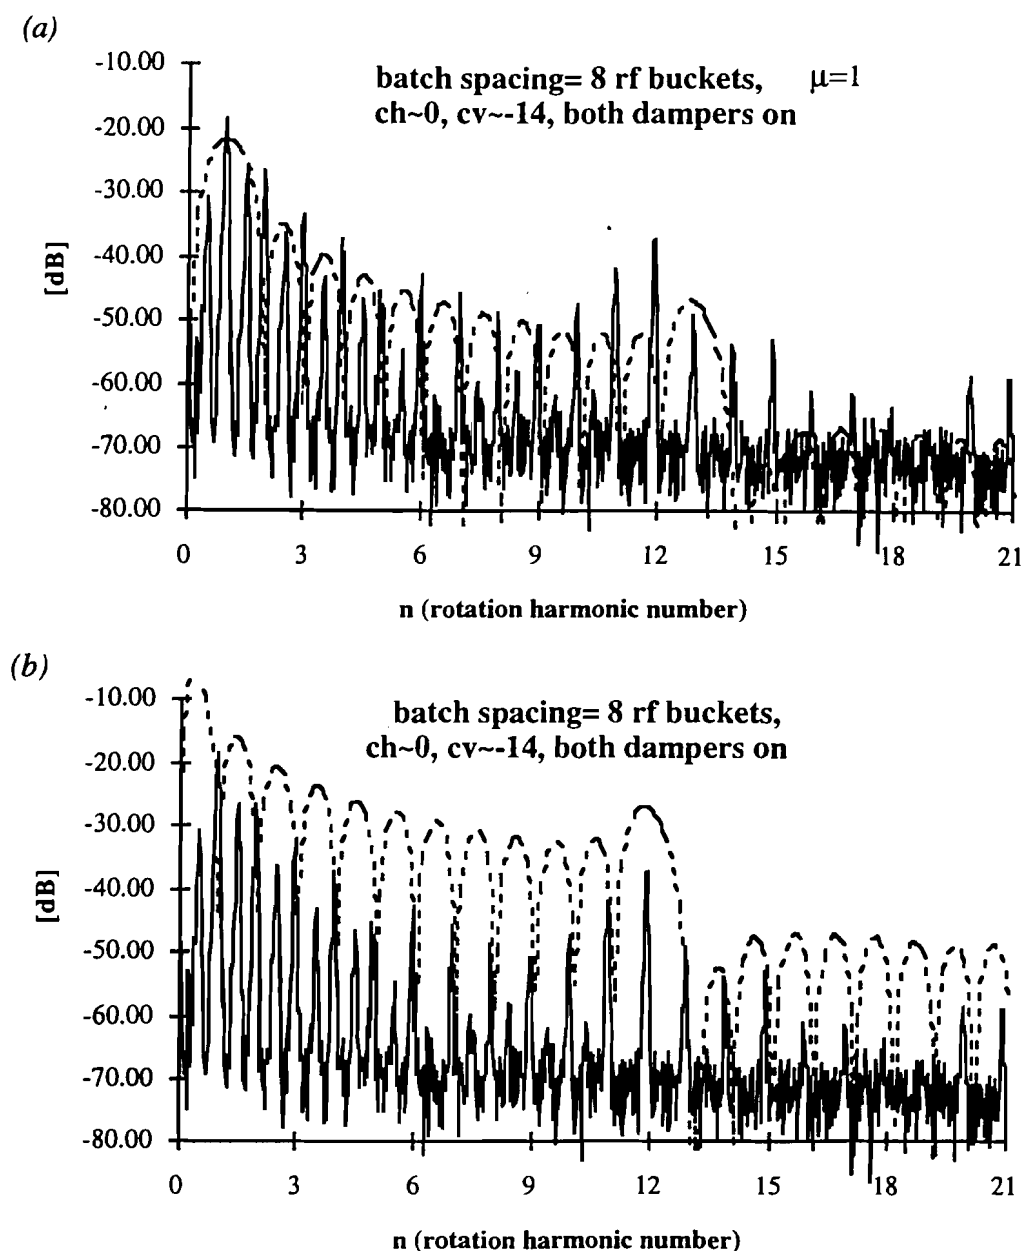 (a)
batch spacing= 8 rf buckets, μ=1
ch~0, cv~-14, both dampers on
[dB]
-10.00
-20.00
-30.00
-40.00
-50.00
-60.00
-70.00
-80.00
0 3 6 9 12 15 18 21
n (rotation harmonic number)
(b)
batch spacing= 8 rf buckets,
ch~0, cv~-14, both dampers on
[dB]
-10.00
-20.00
-30.00
-40.00
-50.00
-60.00
-70.00
-80.00
0 3 6 9 12 15 18 21
n (rotation harmonic number)